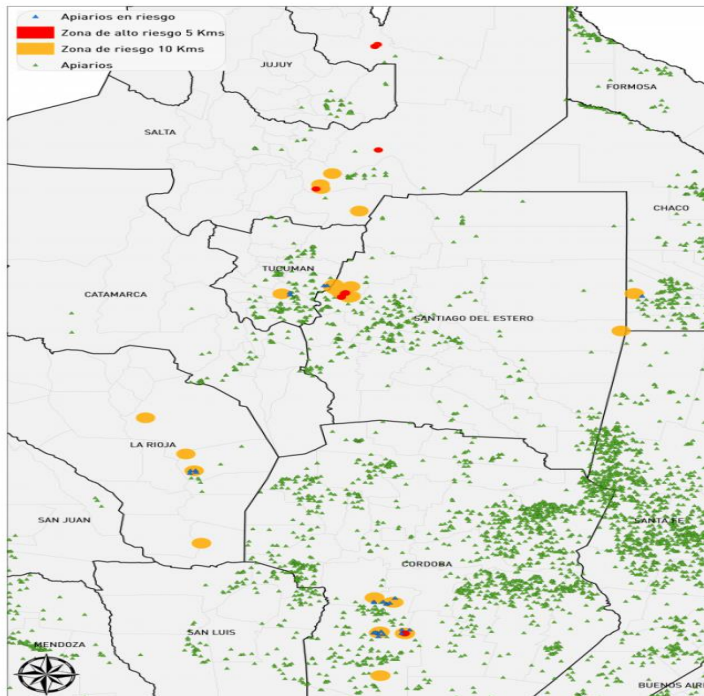 Apiarios en riesgo
Zona de alto riesgo 5 Kms
Zona de riesgo 10 Kms
Apiarios
JUJUY
FORMOSA
SALTA
CHACO
TUCUMAN
CATAMARCA
SANTIAGO DEL ESTERO
LA RIOJA
SAN JUAN
SANTA FE
CORDOBA
SAN LUIS
MENDOZA
BUENOS AIRE